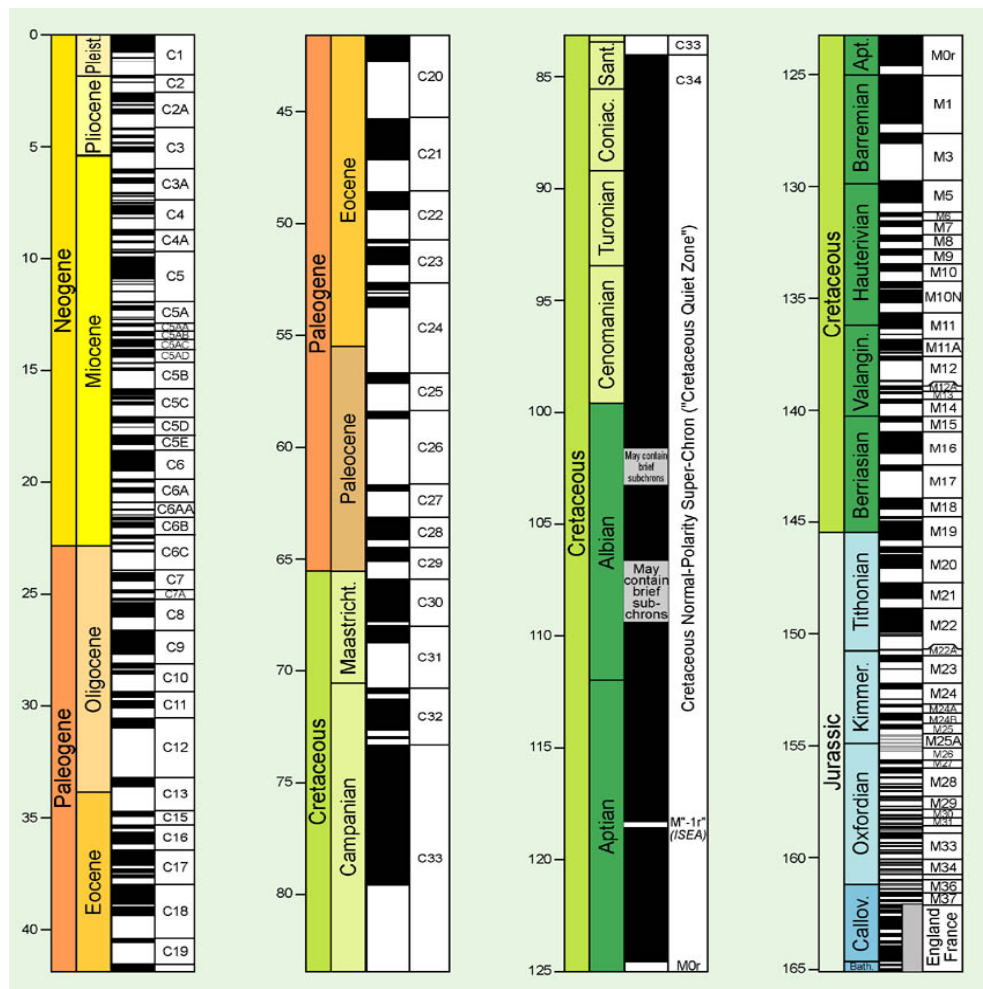 0
5
10
15
20
25
30
35
40
Neogene
Paleogene
Pleist.
Pliocene
Miocene
Oligocene
Eocene
C1
C2
C2A
C3
C3A
C4
C4A
C5
C5A
C5AA
C5AB
C5AC
C5AD
C5B
C5C
C5D
C5E
C6
C6A
C6AA
C6B
C6C
C7
C7A
C8
C9
C10
C11
C12
C13
C15
C16
C17
C18
C19
45
50
55
60
65
70
75
80
Paleogene
Cretaceous
Eocene
Paleocene
Maastricht.
Campanian
C20
C21
C22
C23
C24
C25
C26
C27
C28
C29
C30
C31
C32
C33
85
90
95
100
105
110
115
120
125
Cretaceous
Sant.
Coniac.
Turonian
Cenomanian
Albian
Aptian
May contain
brief
subchrons
May
contain
brief
sub-
chrons
C33
C34
Cretaceous Normal-Polarity Super-Chron ("Cretaceous Quiet Zone")
M"-1r"
(ISEA)
M0r
125
130
135
140
145
150
155
160
165
Cretaceous
Jurassic
Apt.
Barremian
Hauterivian
Valangin.
Berriasian
Tithonian
Kimmer.
Oxfordian
Callov.
Bath.
M0r
M1
M3
M5
M6
M7
M8
M9
M10
M10N
M11
M11A
M12
M12A
M13
M14
M15
M16
M17
M18
M19
M20
M21
M22
M22A
M23
M24
M24A
M24B
M25
M25A
M26
M27
M28
M29
M30
M31
M33
M34
M36
M37
England
France